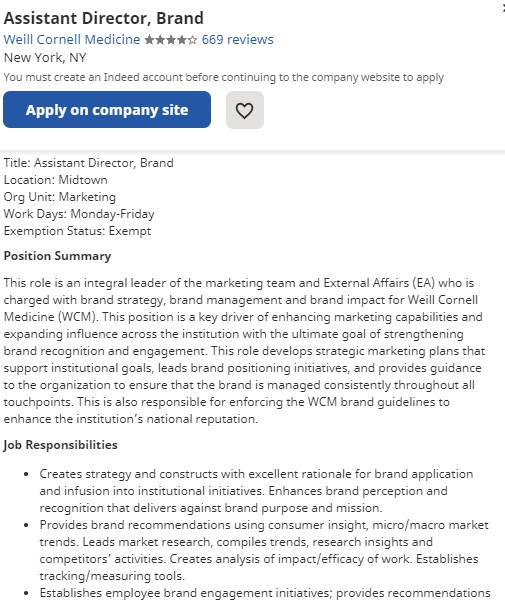 Assistant Director, Brand
Weill Cornell Medicine ★★★★☆ 669 reviews
New York, NY
You must create an Indeed account before continuing to the company website to apply
Apply on company site
Title: Assistant Director, Brand
Location: Midtown
Org Unit: Marketing
Work Days: Monday-Friday
Exemption Status: Exempt
Position Summary
This role is an integral leader of the marketing team and External Affairs (EA) who is
charged with brand strategy, brand management and brand impact for Weill Cornell
Medicine (WCM). This position is a key driver of enhancing marketing capabilities and
expanding influence across the institution with the ultimate goal of strengthening
brand recognition and engagement. This role develops strategic marketing plans that
support institutional goals, leads brand positioning initiatives, and provides guidance
to the organization to ensure that the brand is managed consistently throughout all
touchpoints. This is also responsible for enforcing the WCM brand guidelines to
enhance the institution's national reputation.
Job Responsibilities
• Creates strategy and constructs with excellent rationale for brand application
and infusion into institutional initiatives. Enhances brand perception and
recognition that delivers against brand purpose and mission.
• Provides brand recommendations using consumer insight, micro/macro market
trends. Leads market research, compiles trends, research insights and
competitors' activities. Creates analysis of impact/efficacy of work. Establishes
tracking/measuring tools.
• Establishes employee brand engagement initiatives; provides recommendations